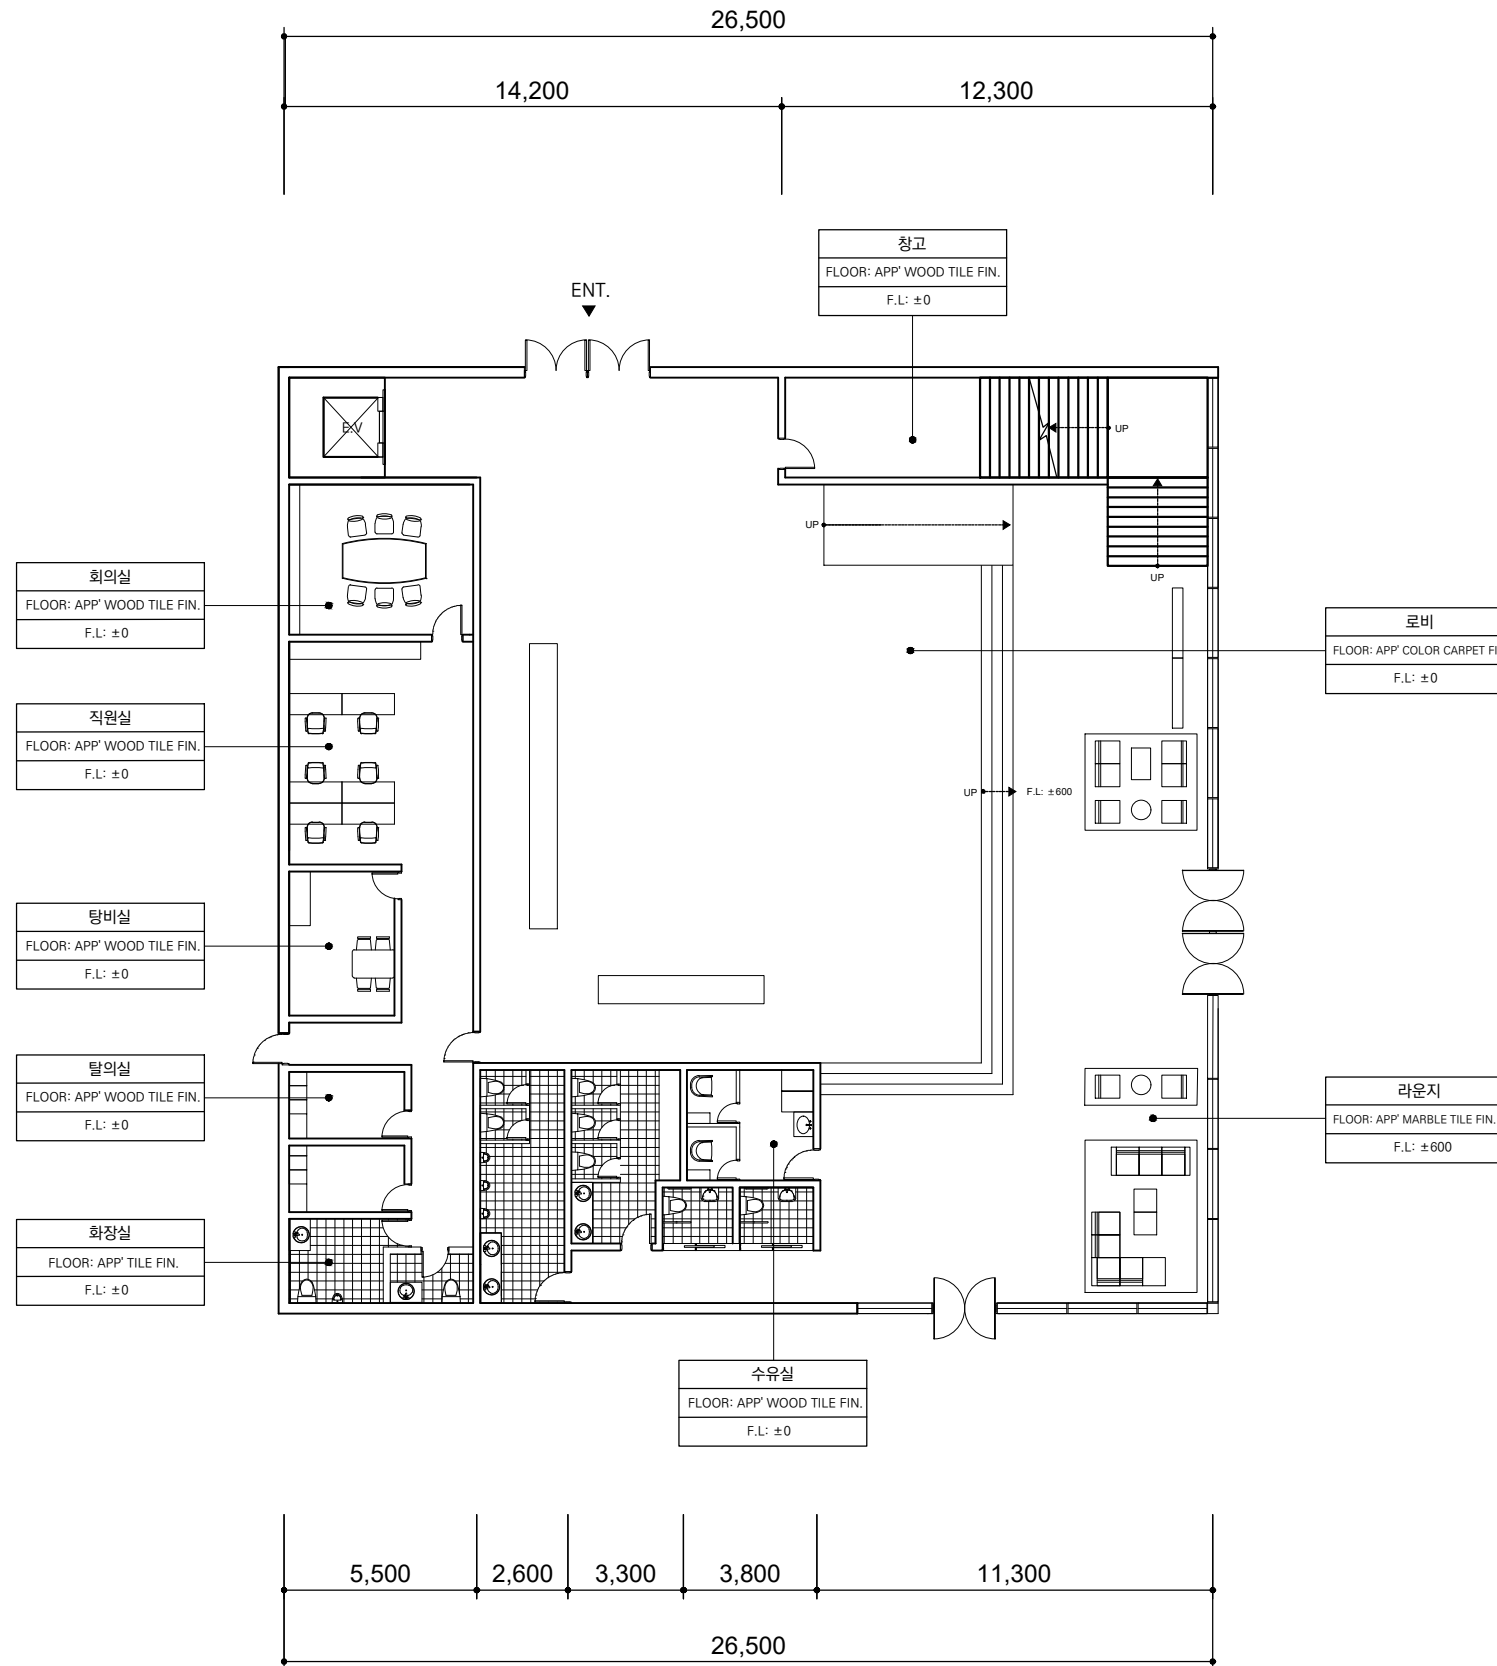 26,500
14,200
12,300
창고
FLOOR: APP' WOOD TILE FIN.
F.L: ±0
ENT.
E.V
UP
UP
UP
회의실
FLOOR: APP' WOOD TILE FIN.
F.L: ±0
로비
FLOOR: APP' COLOR CARPET FI
F.L: ±0
직원실
FLOOR: APP' WOOD TILE FIN.
F.L: ±0
UP
F.L: ±600
탕비실
FLOOR: APP' WOOD TILE FIN.
F.L: ±0
탈의실
FLOOR: APP' WOOD TILE FIN.
F.L: ±0
라운지
FLOOR: APP' MARBLE TILE FIN.
F.L: ±600
화장실
FLOOR: APP' TILE FIN.
F.L: ±0
수유실
FLOOR: APP' WOOD TILE FIN.
F.L: ±0
5,500
2,600
3,300
3,800
11,300
26,500